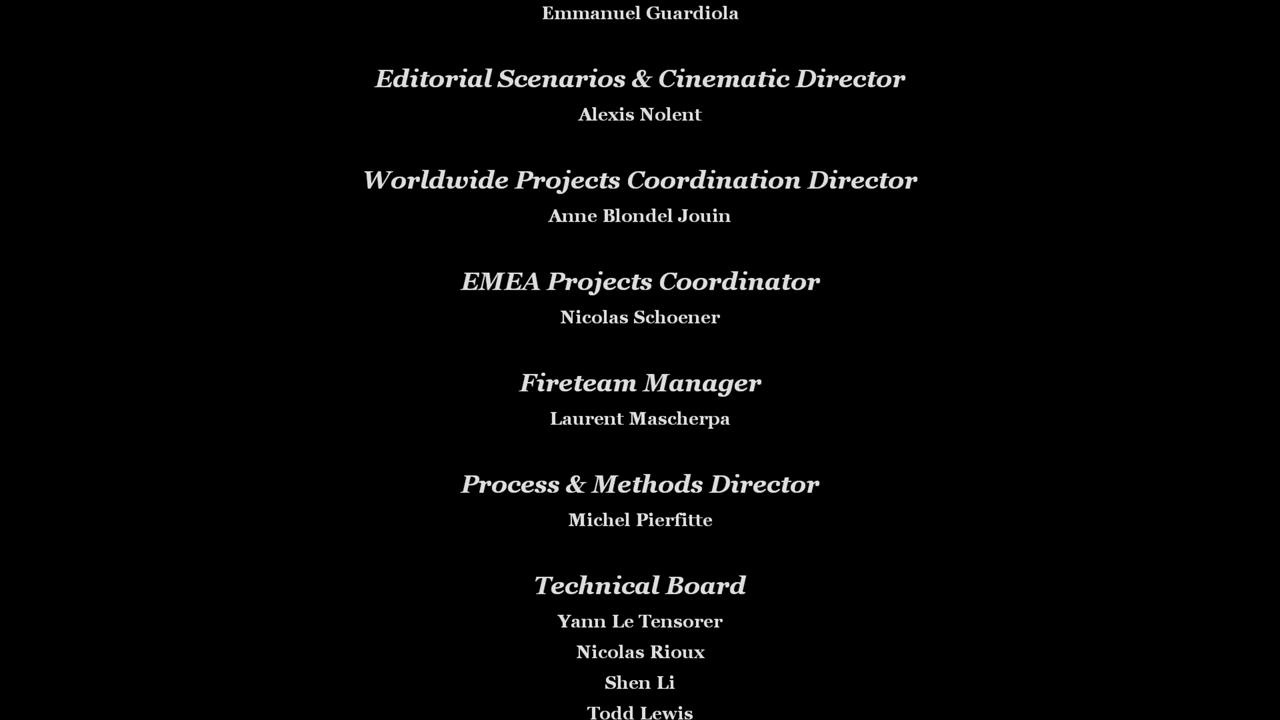 Emmanuel Guardiola
Editorial Scenarios & Cinematic Director
Alexis Nolent
Worldwide Projects Coordination Director
Anne Blondel Jouin
EMEA Projects Coordinator
Nicolas Schoener
Fireteam Manager
Laurent Mascherpa
Process & Methods Director
Michel Pierfitte
Technical Board
Yann Le Tensorer
Nicolas Rioux
Shen Li
Todd Lewis